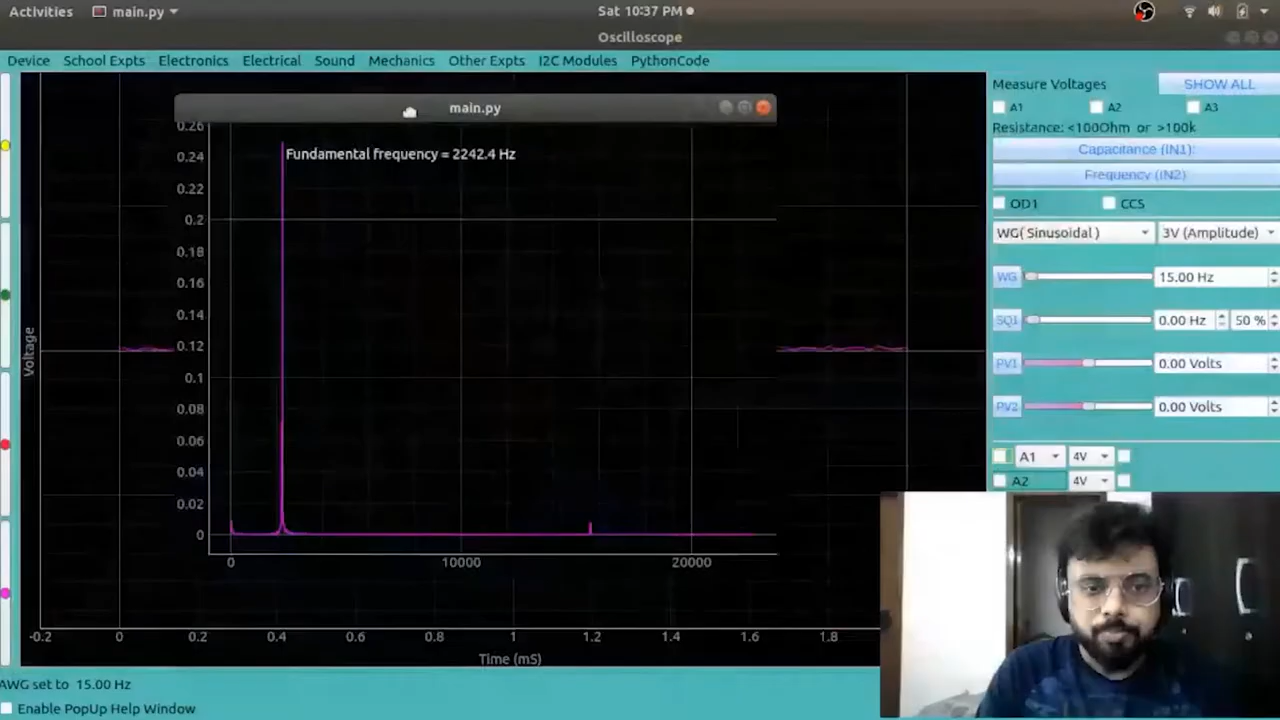 Activities main.py Sat 10:37 PM
Oscilloscope
Device School Expts Electronics Electrical Sound Mechanics Other Expts I2C Modules PythonCode
Measure Voltages SHOW ALL
A1 A2 A3
Resistance: <100Ohm or >100k
Capacitance (IN1):
Frequency (IN2)
OD1 CCS
WG( Sinusoidal ) 3V (Amplitude)
WG 15.00 Hz
SQ1 0.00 Hz 50 %
PV1 0.00 Volts
PV2 0.00 Volts
A1 4V
A2 4V
main.py
Fundamental frequency = 2242.4 Hz
0.26
0.24
0.22
0.2
0.18
0.16
0.14
0.12
0.1
0.08
0.06
0.04
0.02
0
0 10000 20000
Voltage
-0.2 0 0.2 0.4 0.6 0.8 1 1.2 1.4 1.6 1.8
Time (mS)
AWG set to 15.00 Hz
Enable PopUp Help Window